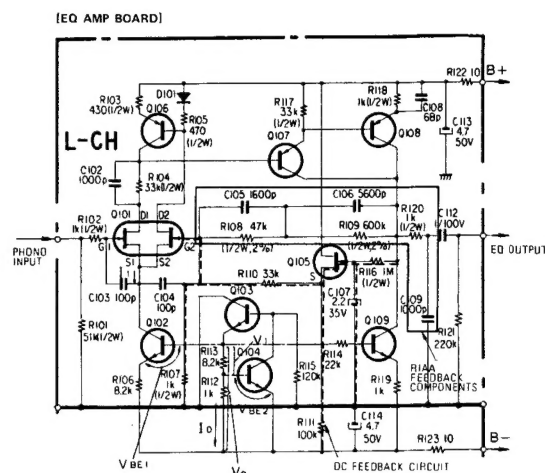 [EQ AMP BOARD]
L-CH
R103
430(1/2W)
Q106
D101
R105
470
(1/2W)
R117
33k
(1/2W)
Q107
R118
1k(1/2W)
Q108
C108
68p
R122 10
B+
C113
4.7
50V
C102
1000p
R104
33k(1/2W)
Q101
D1
D2
C105 1600p
C106 5600p
R120
1k
(1/2W)
C112
1/100V
R102
1k(1/2W)
G1
G2
S1
S2
R108 47k
(1/2W,2%)
R109 600k
(1/2W,2%)
PHONO
INPUT
EQ OUTPUT
Q105
S
R116 1M
(1/2W)
R110 33k
C103 100p
C104
100p
C107
2.2
35V
C109
1000p
Q103
Q102
Q104
Q109
R101
51k(1/2W)
R106
8.2k
R107
1k
(1/2W)
R113
8.2k
R112
1k
V1
R115
120k
R114
22k
R119
1k
R121
220k
RIAA
FEEDBACK
COMPONENTS
VBE1
VBE2
Io
R111
100k
C114
4.7
50V
R123 10
B-
DC FEEDBACK CIRCUIT